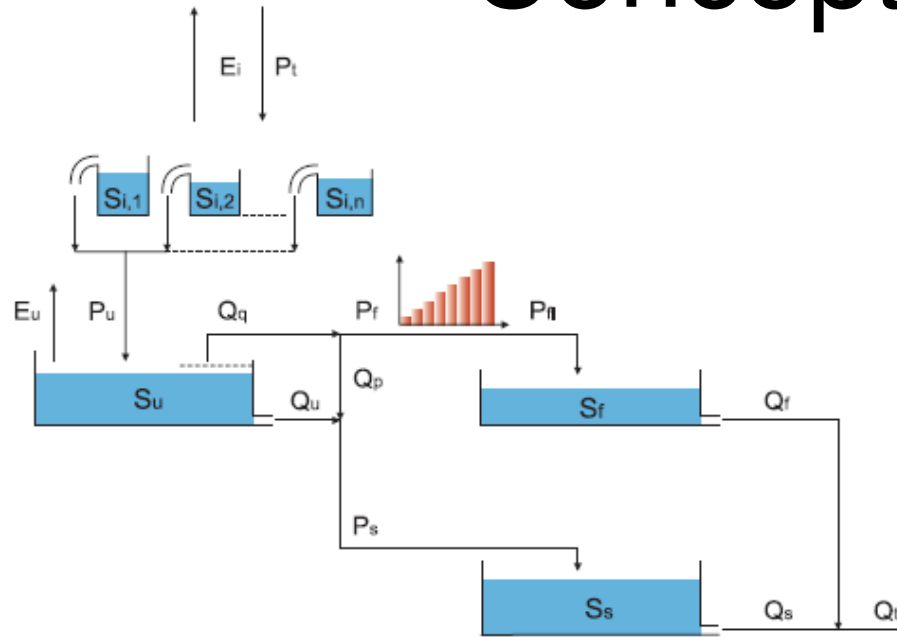 Concept
Ei Pt
Si,1 Si,2 Si,n
Eu Pu Qq Pf Pfl
Su Qu Qp Sf Qf
Ps
Ss Qs Qt